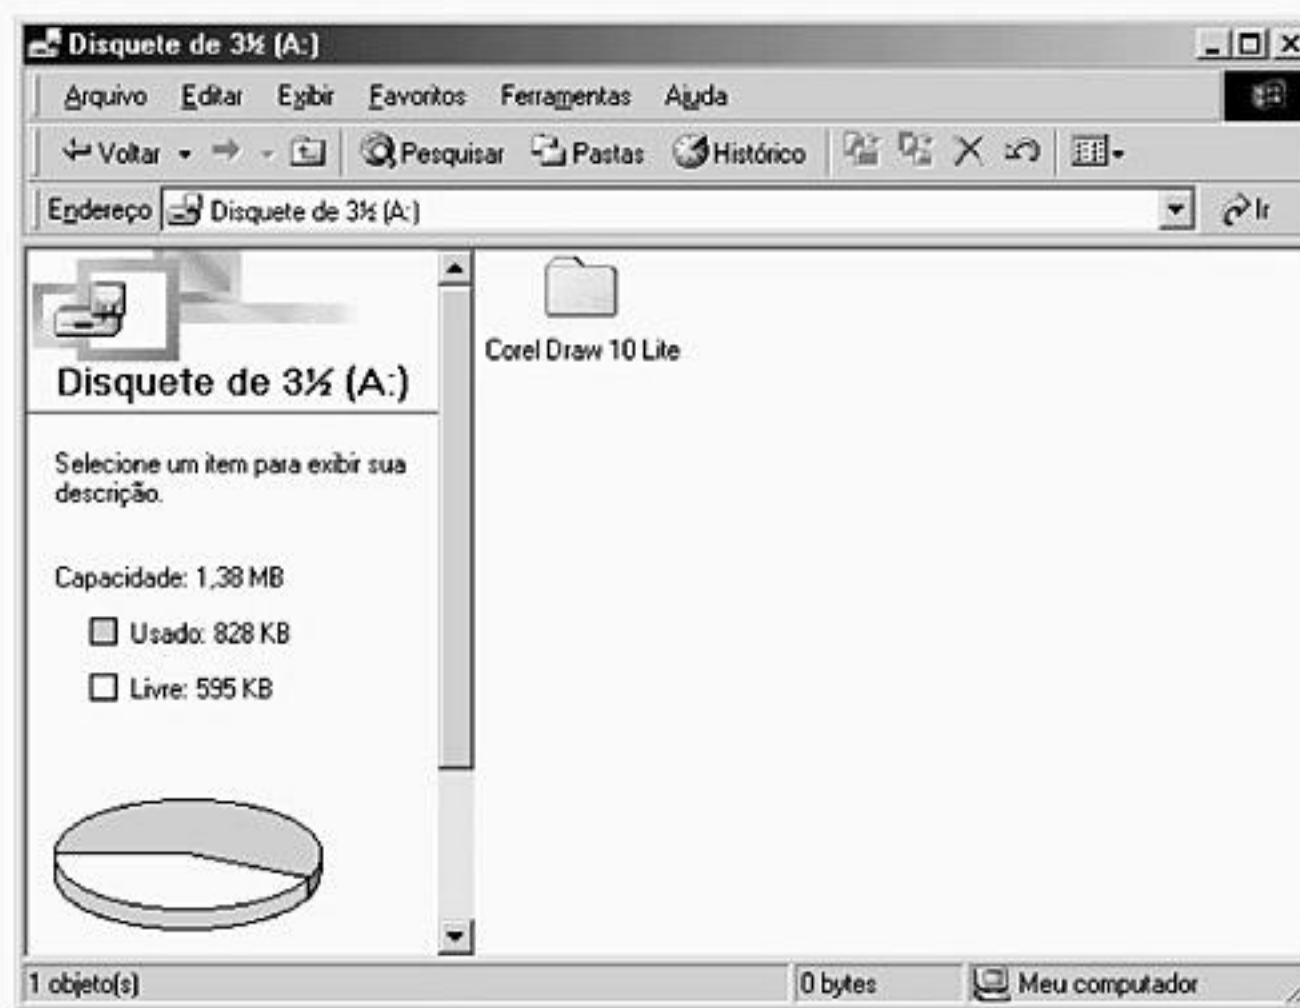 Disquete de 3½ (A:)
Arquivo Editar Exibir Favoritos Ferramentas Ajuda
Voltar Pesquisar Pastas Histórico
Endereço Disquete de 3½ (A:) Ir
Corel Draw 10 Lite
Disquete de 3½ (A:)
Selecione um item para exibir sua
descrição.
Capacidade: 1,38 MB
Usado: 828 KB
Livre: 595 KB
1 objeto(s) 0 bytes Meu computador